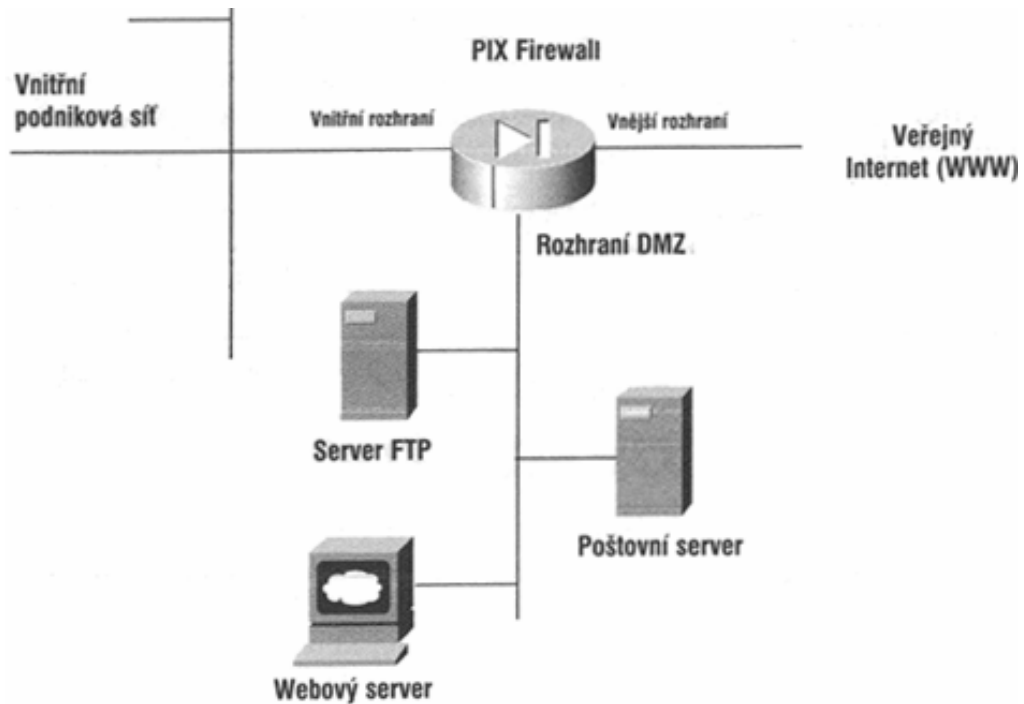 PIX Firewall
Vnitřní
podniková síť
Vnitřní rozhraní
Vnější rozhraní
Veřejný
Internet (WWW)
Rozhraní DMZ
Server FTP
Poštovní server
Webový server